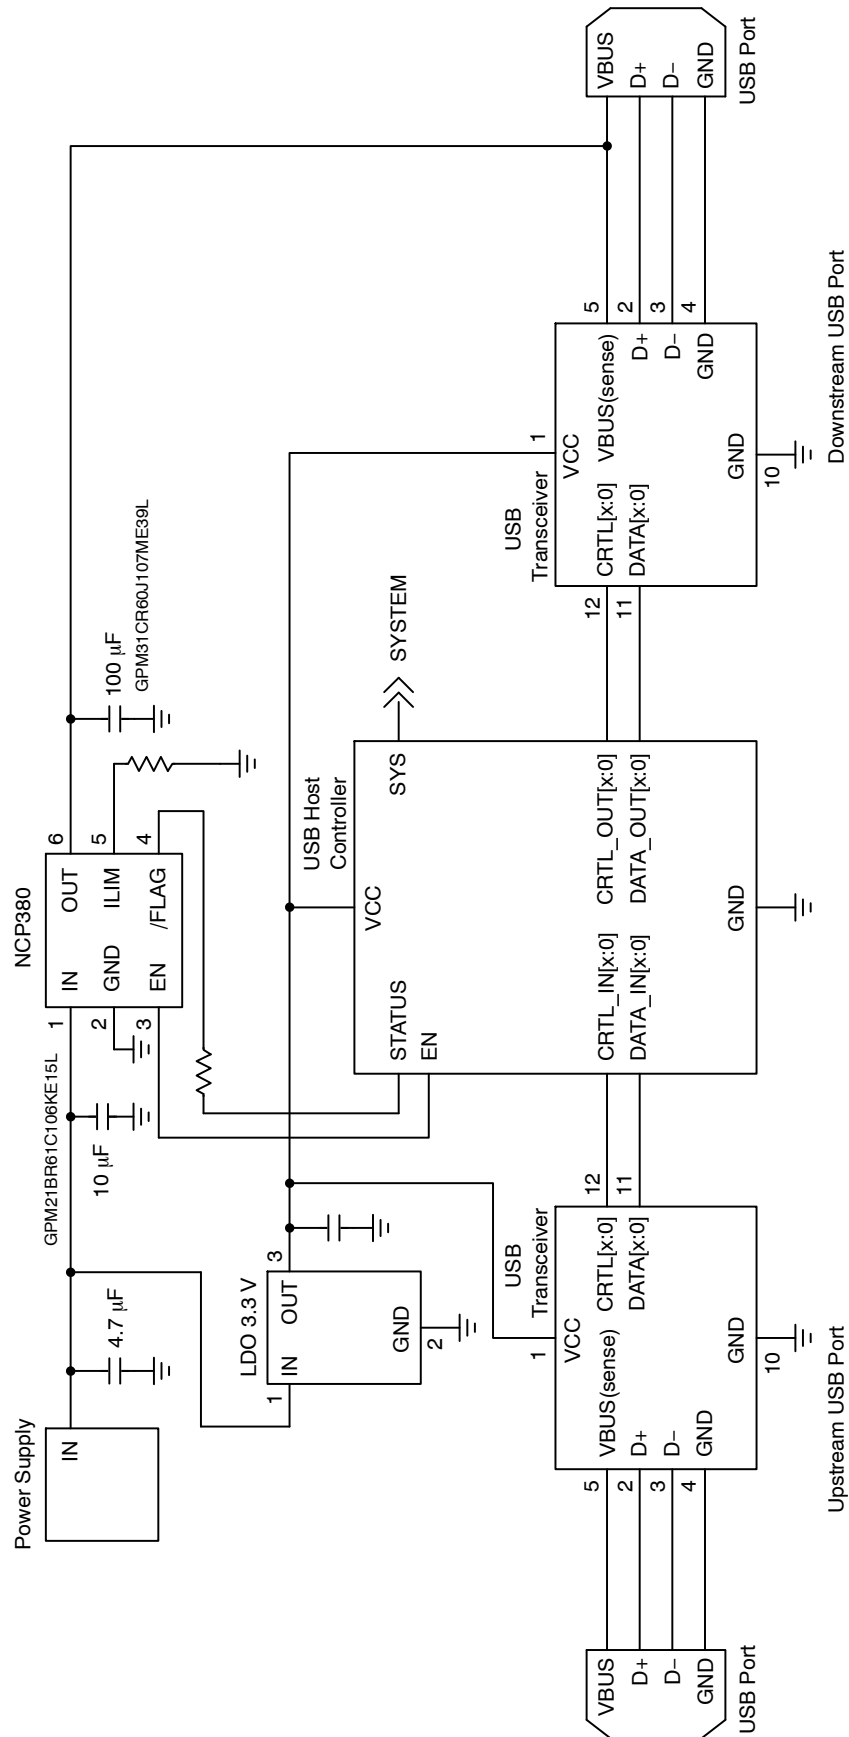 Power Supply
IN
4.7 μF
GPM21BR61C106KE15L
10 μF
NCP380
1
IN
2
GND
3
EN
OUT
6
ILIM
5
/FLAG
4
100 μF
GPM31CR60J107ME39L
LDO 3.3 V
1
IN
OUT
3
GND
2
USB Host
Controller
VCC
STATUS
EN
SYS
SYSTEM
CRTL_IN[x:0]
DATA_IN[x:0]
CRTL_OUT[x:0]
DATA_OUT[x:0]
GND
USB
Transceiver
1
VCC
5
VBUS(sense)
2
D+
3
D−
4
GND
CRTL[x:0]
12
DATA[x:0]
11
GND
10
VBUS
D+
D−
GND
USB Port
Upstream USB Port
USB
Transceiver
1
VCC
12
CRTL[x:0]
11
DATA[x:0]
VBUS(sense)
5
D+
2
D−
3
GND
4
GND
10
VBUS
D+
D−
GND
USB Port
Downstream USB Port